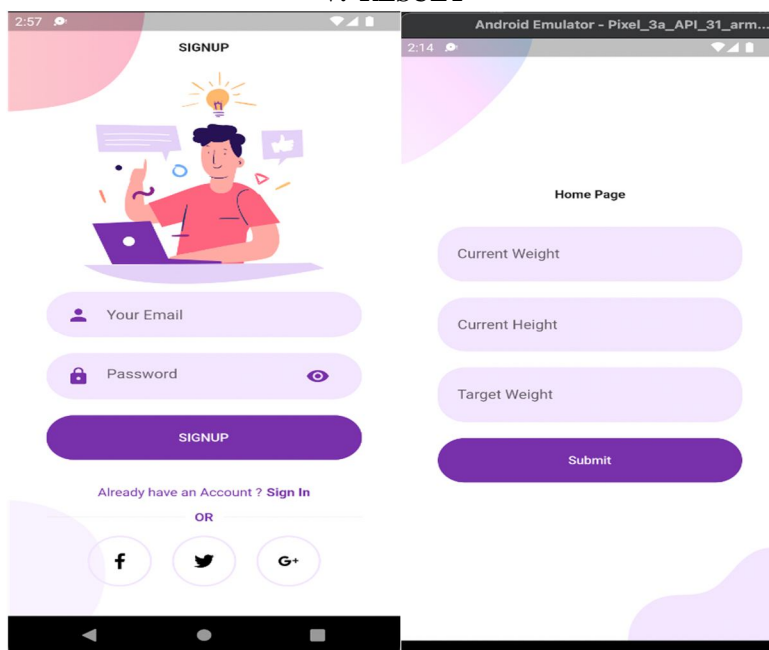 RESULT
2:57
SIGNUP
Your Email
Password
SIGNUP
Already have an Account ? Sign In
OR
f
G+
Android Emulator - Pixel_3a_API_31_arm...
2:14
Home Page
Current Weight
Current Height
Target Weight
Submit